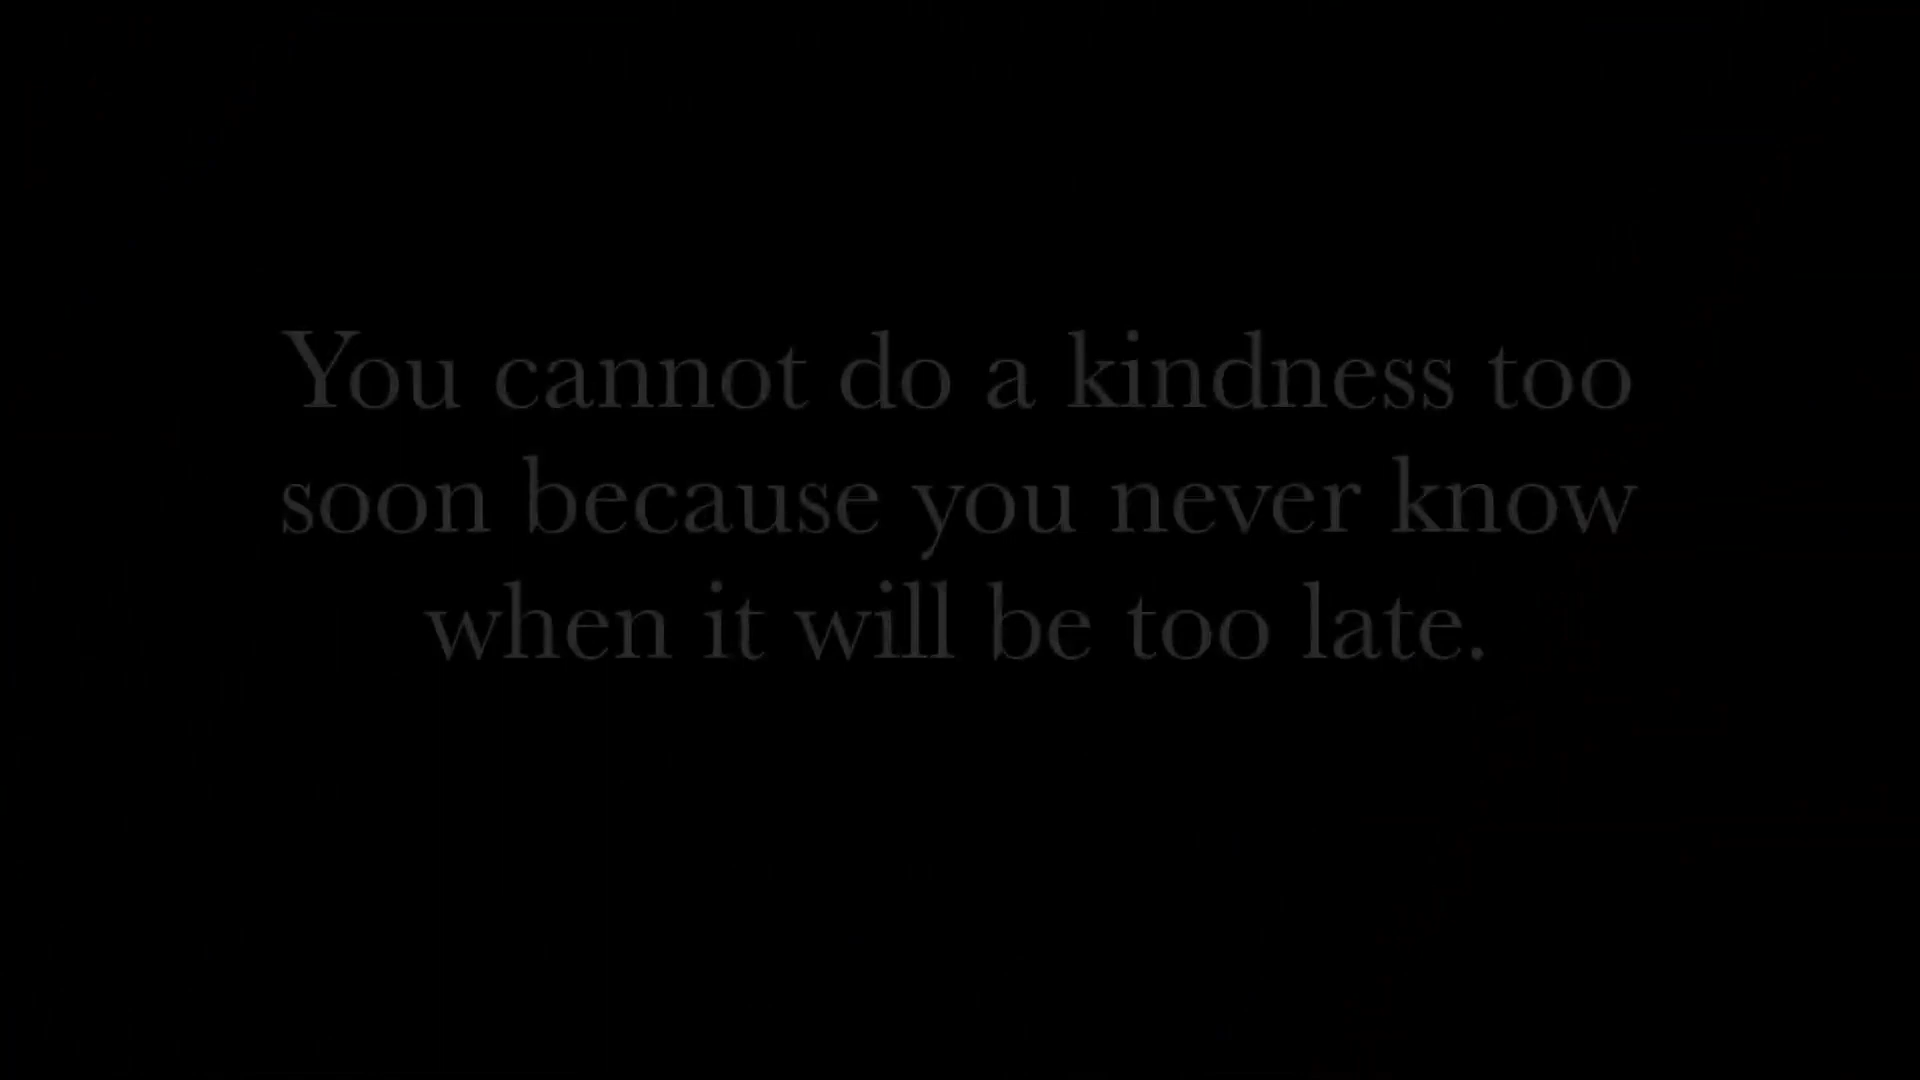 You cannot do a kindness too
soon because you never know
when it will be too late.